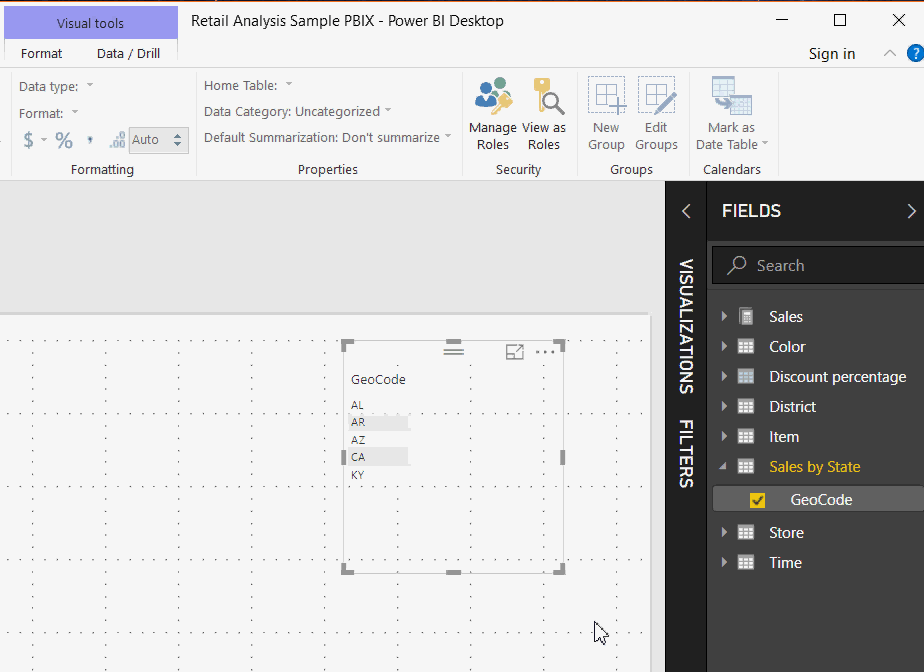 Visual tools
Retail Analysis Sample PBIX - Power BI Desktop
Format
Data / Drill
Sign in
?
Data type:
Format:
$ % , .00 Auto
Formatting
Home Table:
Data Category: Uncategorized
Default Summarization: Don't summarize
Properties
Manage
Roles
View as
Roles
Security
New
Group
Edit
Groups
Groups
Mark as
Date Table
Calendars
VISUALIZATIONS
FILTERS
FIELDS
Search
Sales
Color
Discount percentage
District
Item
Sales by State
GeoCode
Store
Time
GeoCode
AL
AR
AZ
CA
KY